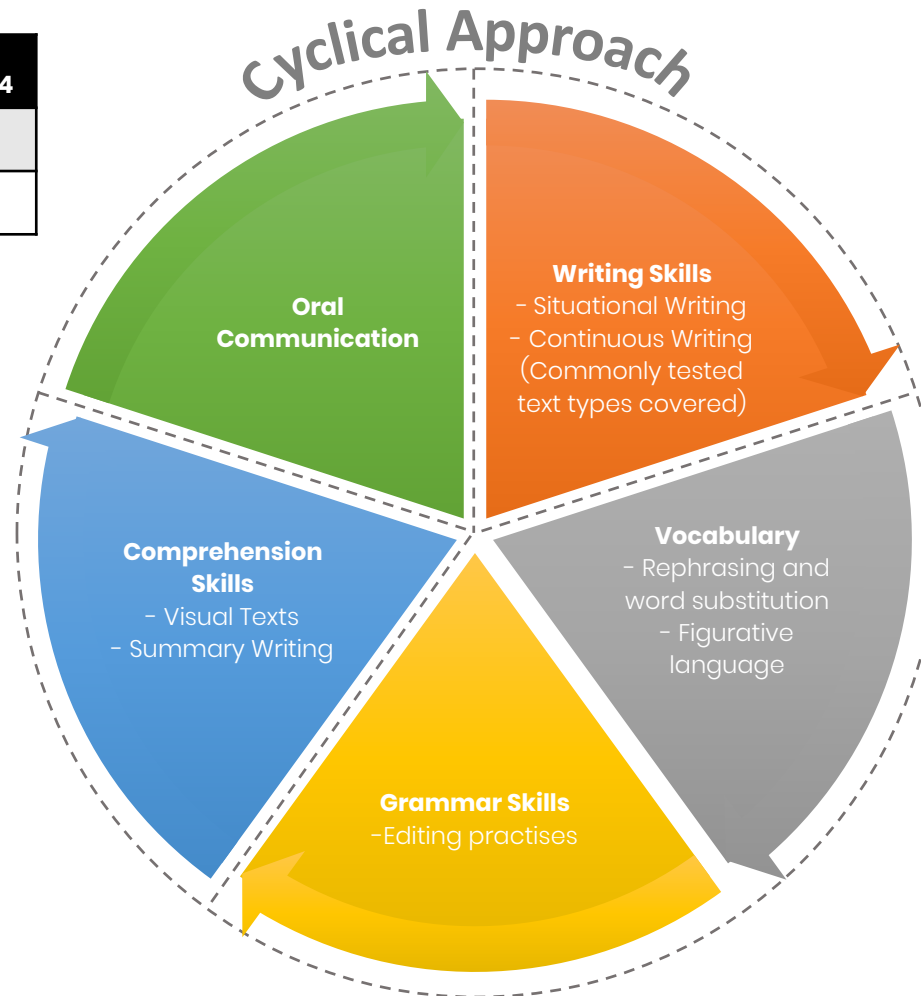 Cyclical Approach
4
Oral
Communication
Writing Skills
- Situational Writing
- Continuous Writing
(Commonly tested
text types covered)
Vocabulary
- Rephrasing and
word substitution
- Figurative
language
Grammar Skills
-Editing practises
Comprehension
Skills
- Visual Texts
- Summary Writing